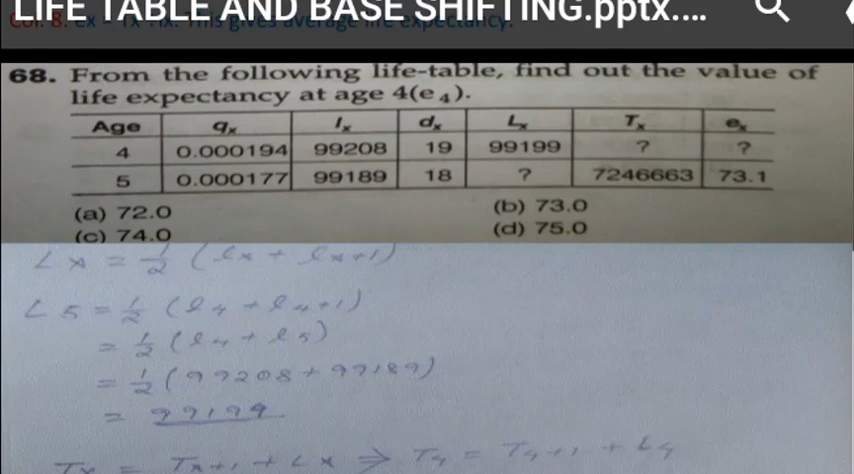 LIFE TABLE AND BASE SHIFTING.pptx....
68. From the following life-table, find out the value of
life expectancy at age 4(e₄).
Age qₓ lₓ dₓ Lₓ Tₓ eₓ
4 0.000194 99208 19 99199 ? ?
5 0.000177 99189 18 ? 7246663 73.1
(a) 72.0 (b) 73.0
(c) 74.0 (d) 75.0
Lx = 1/2 (lx + lx+1)
L5 = 1/2 (l4 + l4+1)
= 1/2 (l4 + l5)
= 1/2 (99208 + 99189)
= 99199
Tx = Tx+1 + Lx ⇒ T4 = T4+1 + L4